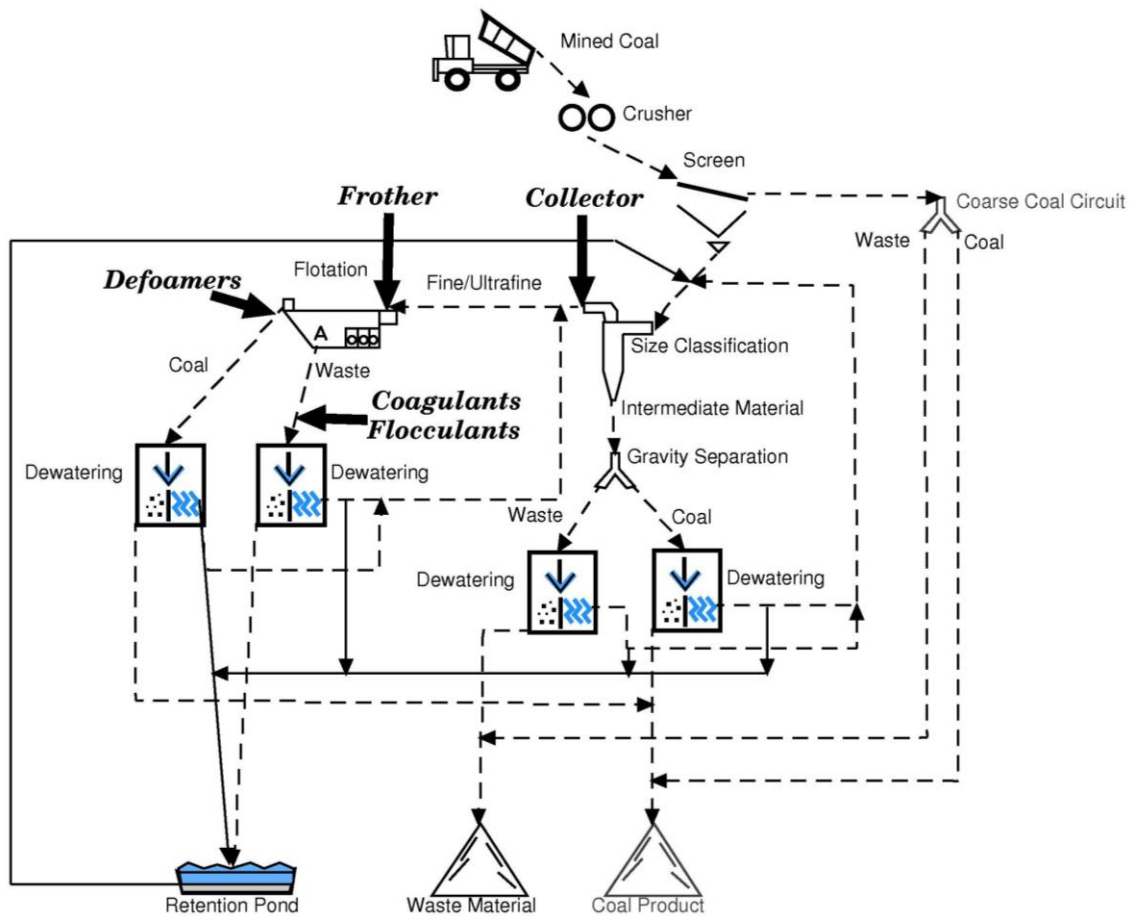 Mined Coal
Crusher
Screen
Frother
Collector
Coarse Coal Circuit
Waste
Coal
Defoamers
Flotation
Fine/Ultrafine
A
Size Classification
Coal
Waste
Coagulants
Flocculants
Intermediate Material
Gravity Separation
Dewatering
Dewatering
Waste
Coal
Dewatering
Dewatering
Retention Pond
Waste Material
Coal Product